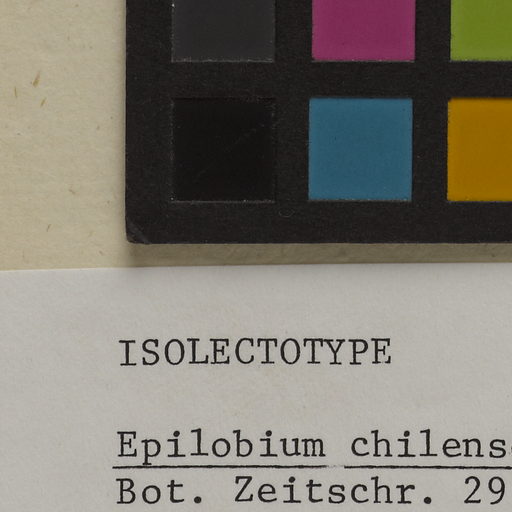 ISOLECTOTYPE
Epilobium chilens
Bot. Zeitschr. 29